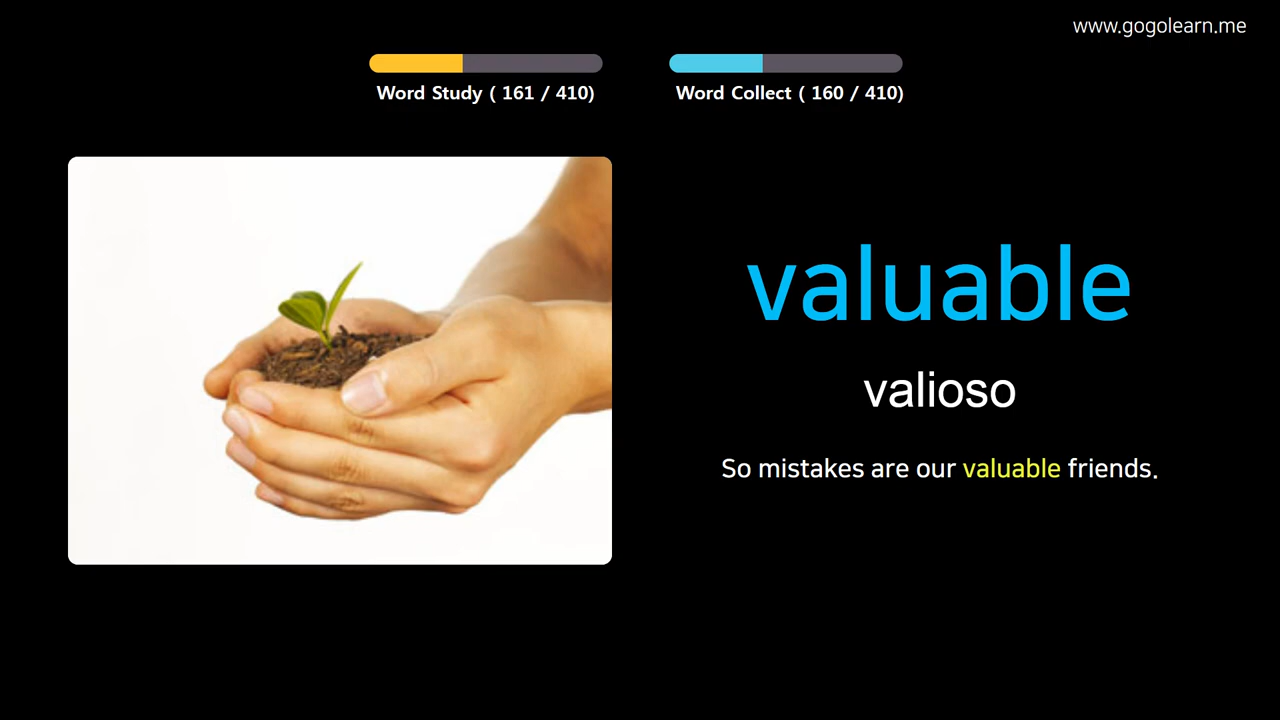 www.gogolearn.me
Word Study ( 161 / 410)
Word Collect ( 160 / 410)
valuable
valioso
So mistakes are our valuable friends.